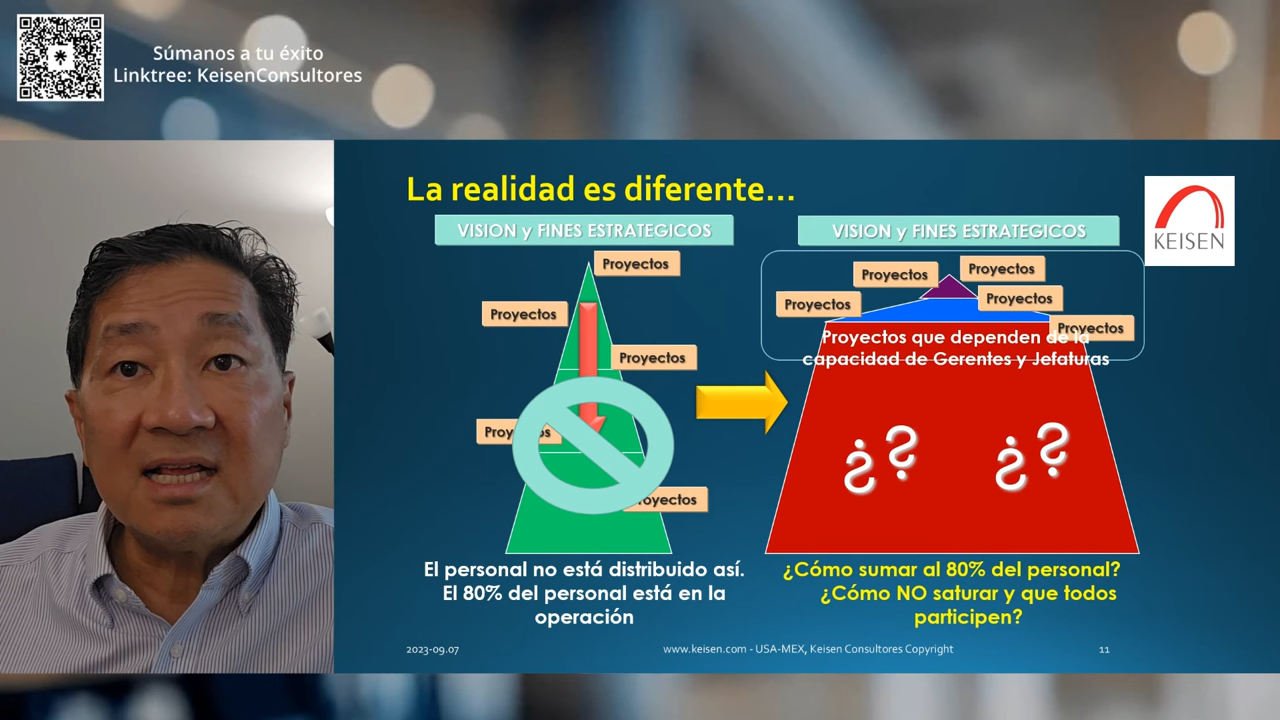 Súmanos a tu éxito
Linktree: KeisenConsultores
La realidad es diferente...
VISION y FINES ESTRATEGICOS
Proyectos
Proyectos
Proyectos
Proyectos
Proyectos
El personal no está distribuido así.
El 80% del personal está en la
operación
VISION y FINES ESTRATEGICOS
Proyectos
Proyectos
Proyectos
Proyectos
Proyectos
Proyectos que dependen de la
capacidad de Gerentes y Jefaturas
¿? ¿?
¿Cómo sumar al 80% del personal?
¿Cómo NO saturar y que todos
participen?
KEISEN
2023-09.07
www.keisen.com - USA-MEX, Keisen Consultores Copyright
11